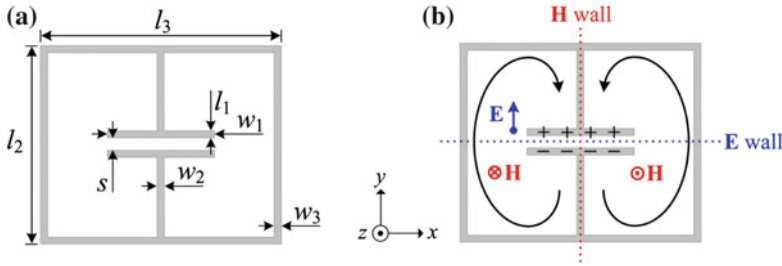 (a)
l₃
l₂
l₁
w₁
s
w₂
w₃
(b)
H wall
E
+ + + +
− − − −
E wall
⊗ H
⊙ H
y
z
x